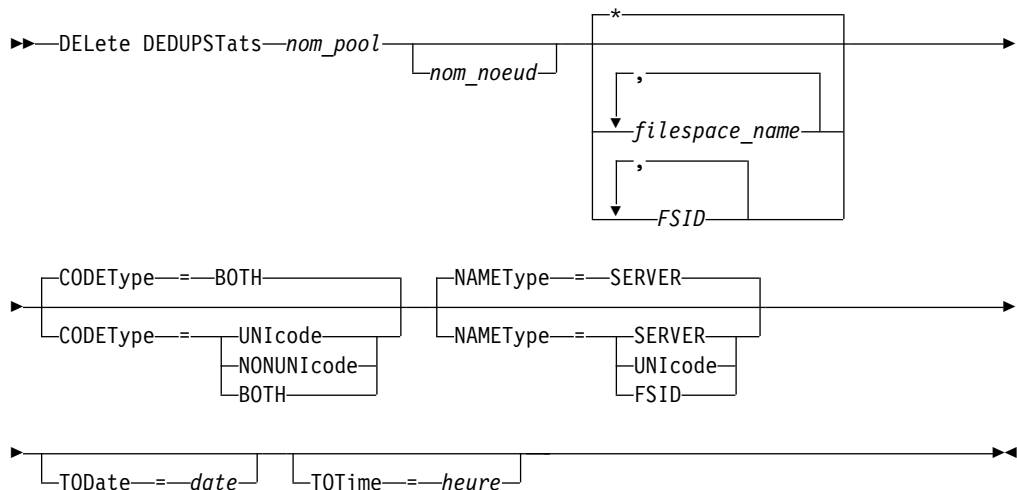 *
DELete DEDUPSTats nom_pool
nom_noeud
,
filespace_name
,
FSID
CODEType = BOTH NAMEType = SERVER
CODEType = UNIcode NAMEType = SERVER
NONUNIcode UNIcode
BOTH FSID
TODate = date TOTime = heure